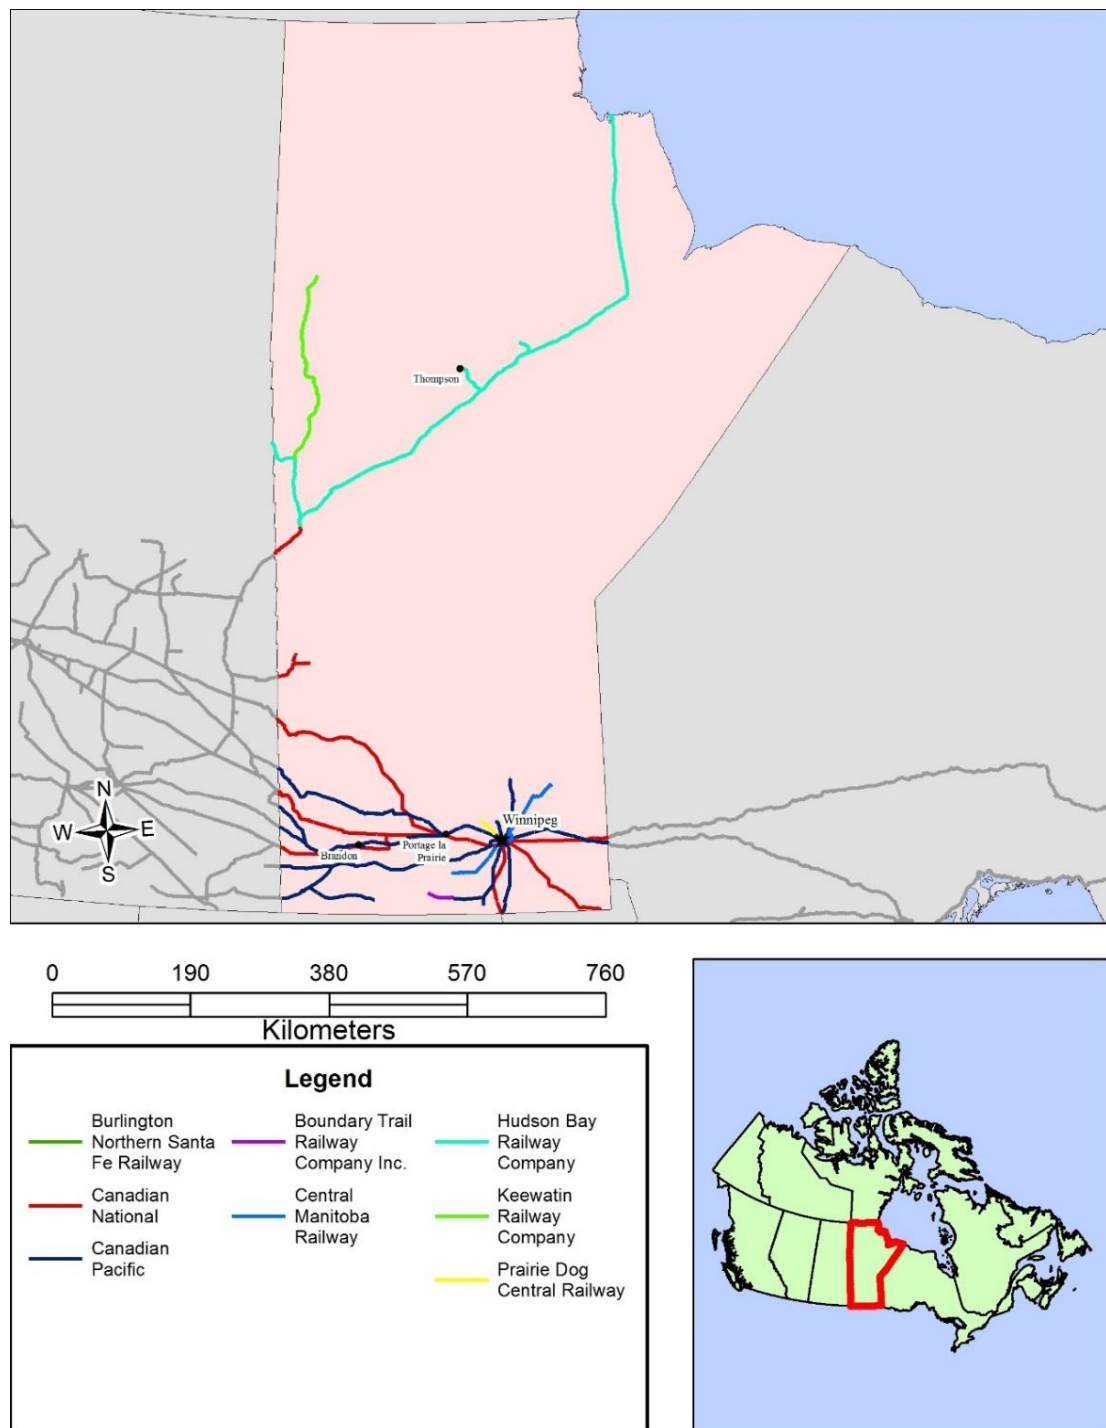 Thompson
Winnipeg
Portage la
Prairie
Brandon
N
W E
S
0 190 380 570 760
Kilometers
Legend
Burlington
Northern Santa
Fe Railway
Canadian
National
Canadian
Pacific
Boundary Trail
Railway
Company Inc.
Central
Manitoba
Railway
Hudson Bay
Railway
Company
Keewatin
Railway
Company
Prairie Dog
Central Railway